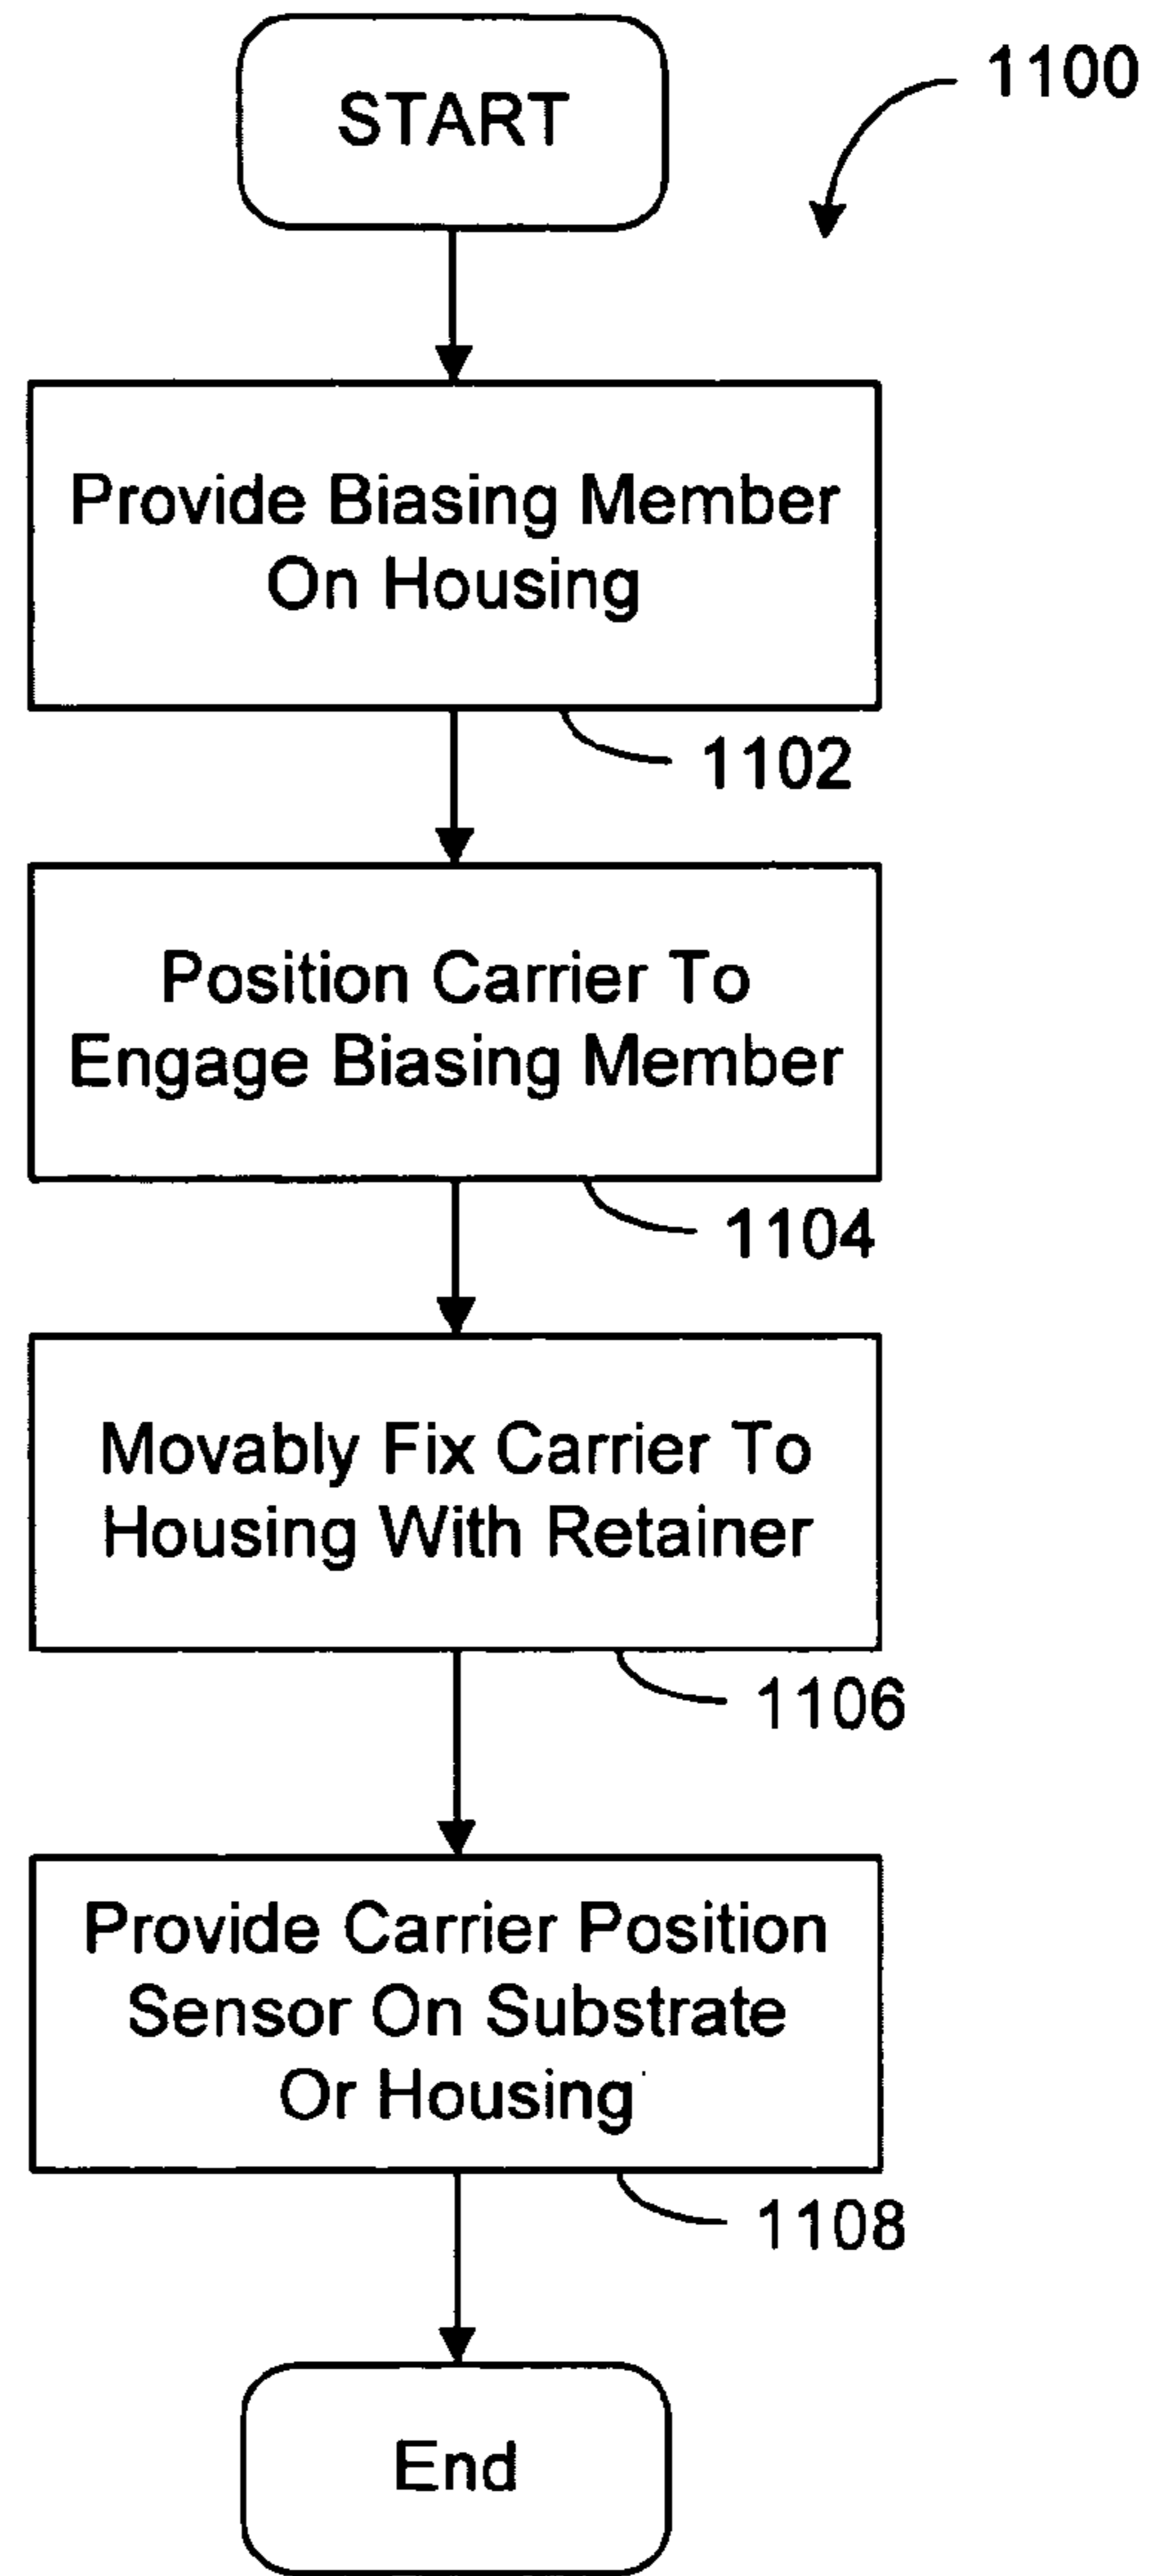 START
1100
Provide Biasing Member
On Housing
1102
Position Carrier To
Engage Biasing Member
1104
Movably Fix Carrier To
Housing With Retainer
1106
Provide Carrier Position
Sensor On Substrate
Or Housing
1108
End